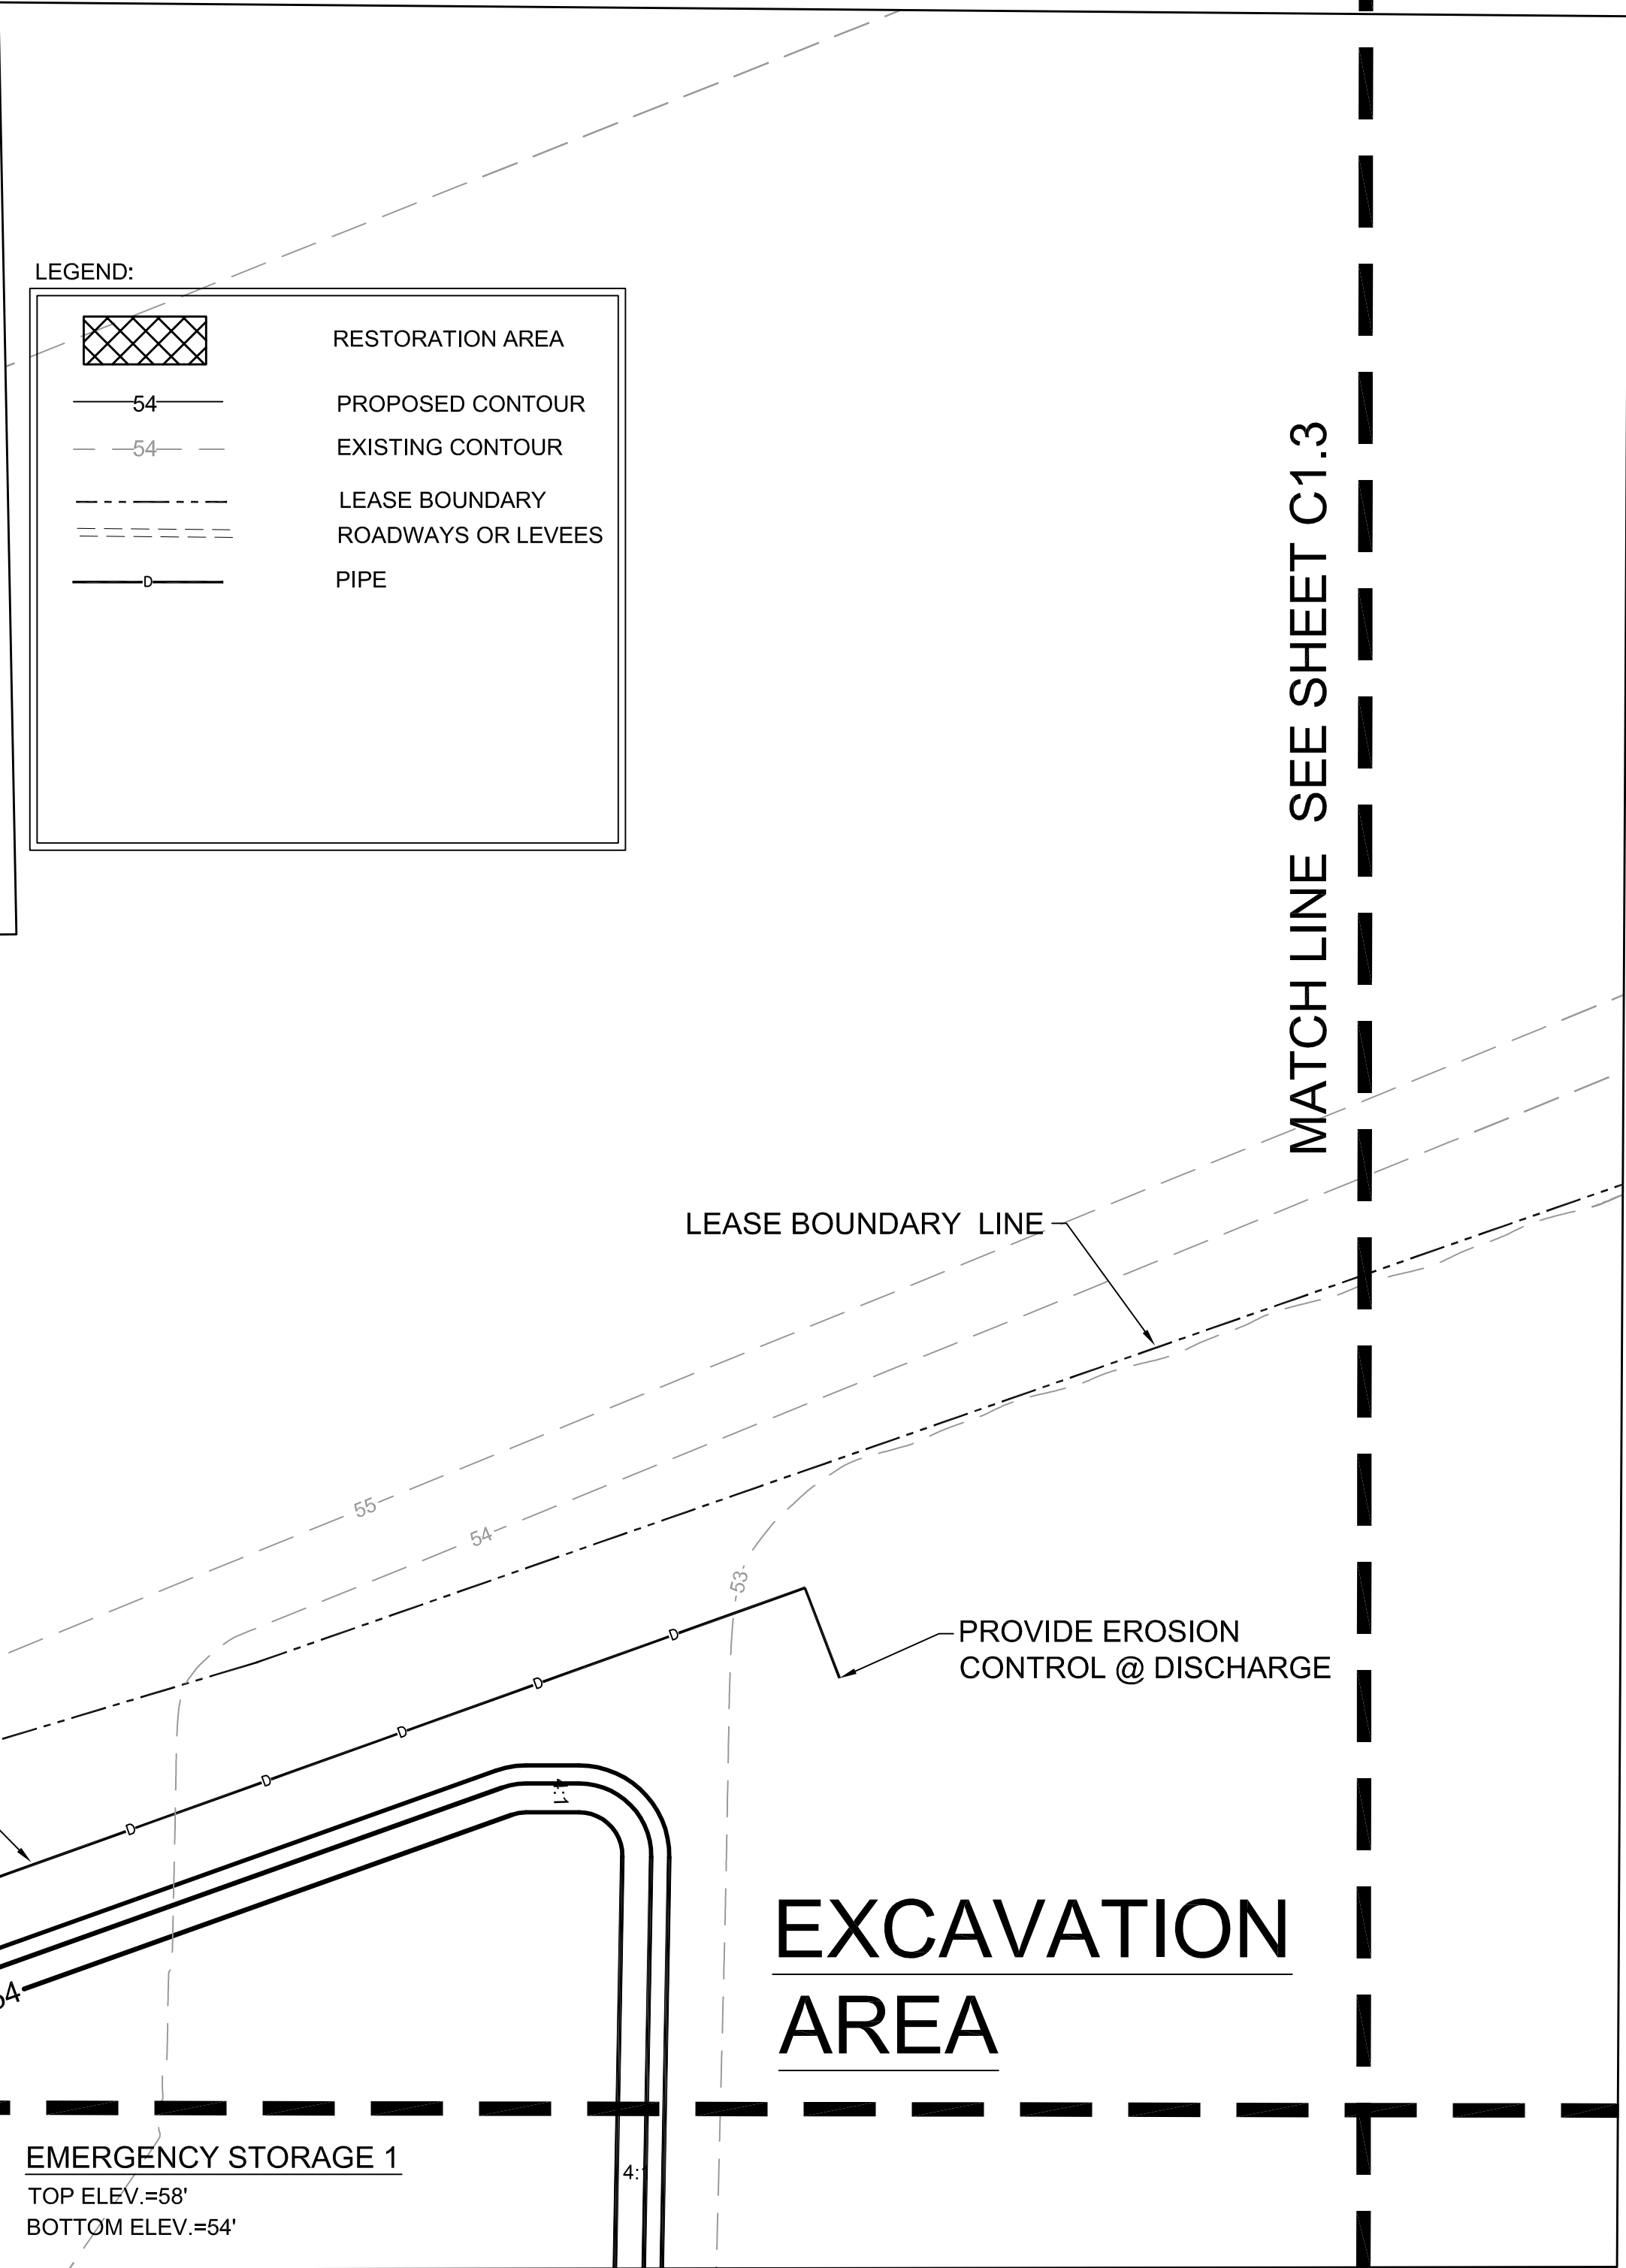 LEGEND:
RESTORATION AREA
54 PROPOSED CONTOUR
54 EXISTING CONTOUR
LEASE BOUNDARY
ROADWAYS OR LEVEES
D PIPE
MATCH LINE SEE SHEET C1.3
LEASE BOUNDARY LINE
55
54
53
PROVIDE EROSION
CONTROL @ DISCHARGE
D
D
D
D
D
4:1
EXCAVATION
AREA
EMERGENCY STORAGE 1
TOP ELEV.=58'
BOTTOM ELEV.=54'
4:1